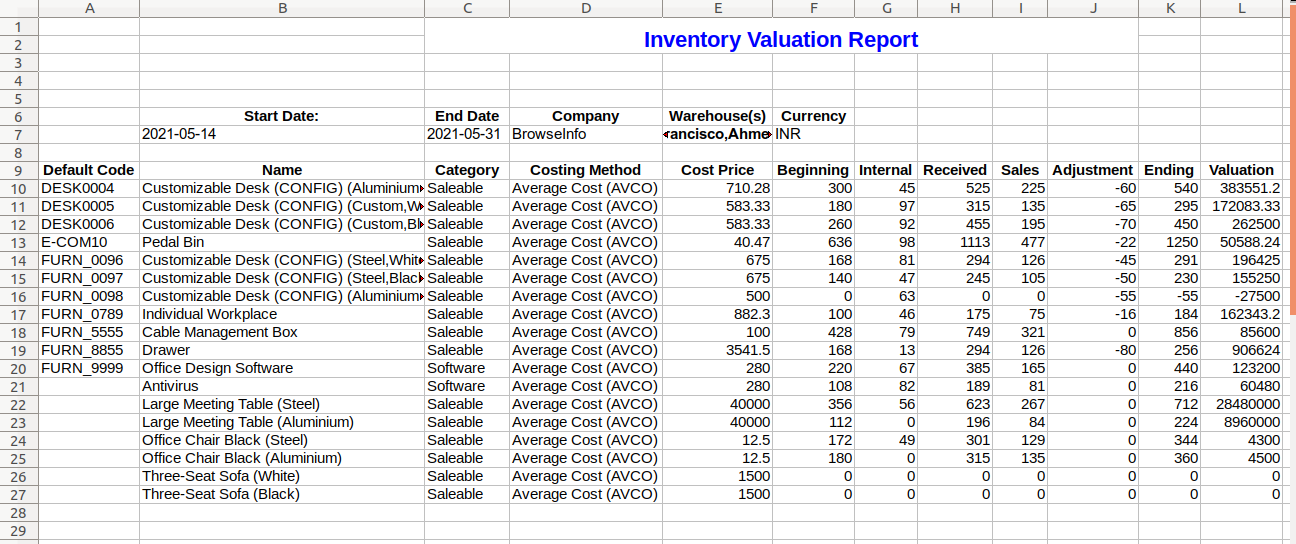 A B C D E F G H I J K L
1
2 Inventory Valuation Report
3
4
5
6 Start Date: End Date Company Warehouse(s) Currency
7 2021-05-14 2021-05-31 BrowseInfo rancisco,Ahme INR
8
9 Default Code Name Category Costing Method Cost Price Beginning Internal Received Sales Adjustment Ending Valuation
10 DESK0004 Customizable Desk (CONFIG) (Aluminium Saleable Average Cost (AVCO) 710.28 300 45 525 225 -60 540 383551.2
11 DESK0005 Customizable Desk (CONFIG) (Custom,W Saleable Average Cost (AVCO) 583.33 180 97 315 135 -65 295 172083.33
12 DESK0006 Customizable Desk (CONFIG) (Custom,Bl Saleable Average Cost (AVCO) 583.33 260 92 455 195 -70 450 262500
13 E-COM10 Pedal Bin Saleable Average Cost (AVCO) 40.47 636 98 1113 477 -22 1250 50588.24
14 FURN_0096 Customizable Desk (CONFIG) (Steel,Whit Saleable Average Cost (AVCO) 675 168 81 294 126 -45 291 196425
15 FURN_0097 Customizable Desk (CONFIG) (Steel,Black Saleable Average Cost (AVCO) 675 140 47 245 105 -50 230 155250
16 FURN_0098 Customizable Desk (CONFIG) (Aluminium Saleable Average Cost (AVCO) 500 0 63 0 0 -55 -55 -27500
17 FURN_0789 Individual Workplace Saleable Average Cost (AVCO) 882.3 100 46 175 75 -16 184 162343.2
18 FURN_5555 Cable Management Box Saleable Average Cost (AVCO) 100 428 79 749 321 0 856 85600
19 FURN_8855 Drawer Saleable Average Cost (AVCO) 3541.5 168 13 294 126 -80 256 906624
20 FURN_9999 Office Design Software Software Average Cost (AVCO) 280 220 67 385 165 0 440 123200
21 Antivirus Software Average Cost (AVCO) 280 108 82 189 81 0 216 60480
22 Large Meeting Table (Steel) Saleable Average Cost (AVCO) 40000 356 56 623 267 0 712 28480000
23 Large Meeting Table (Aluminium) Saleable Average Cost (AVCO) 40000 112 0 196 84 0 224 8960000
24 Office Chair Black (Steel) Saleable Average Cost (AVCO) 12.5 172 49 301 129 0 344 4300
25 Office Chair Black (Aluminium) Saleable Average Cost (AVCO) 12.5 180 0 315 135 0 360 4500
26 Three-Seat Sofa (White) Saleable Average Cost (AVCO) 1500 0 0 0 0 0 0 0
27 Three-Seat Sofa (Black) Saleable Average Cost (AVCO) 1500 0 0 0 0 0 0 0
28
29